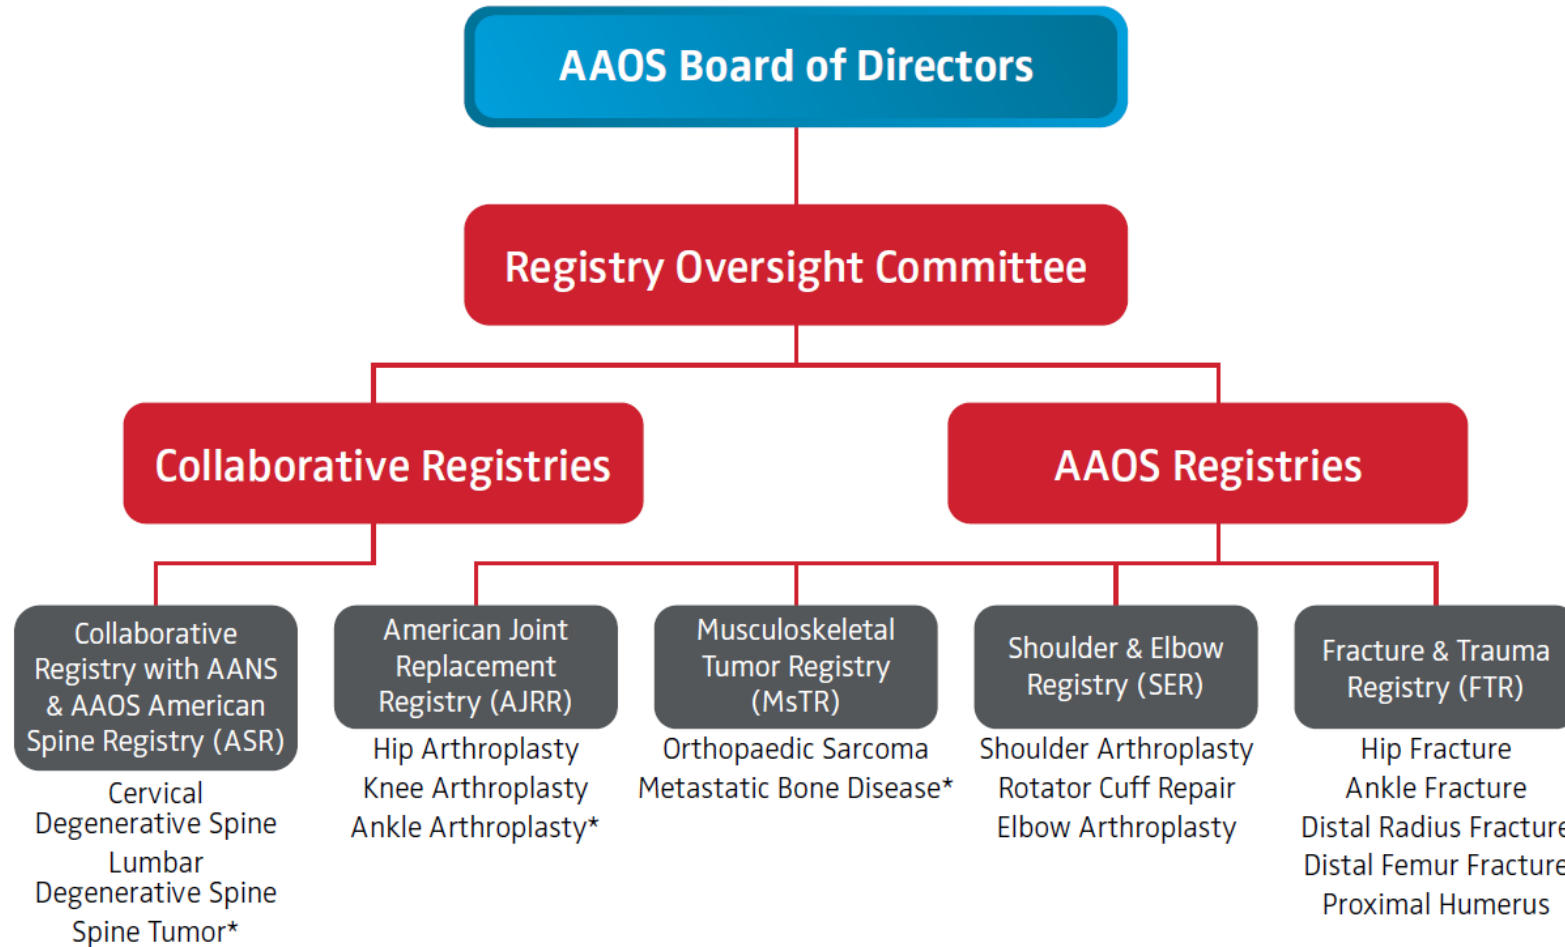 AAOS Board of Directors
Registry Oversight Committee
Collaborative Registries
AAOS Registries
Collaborative
Registry with AANS
& AAOS American
Spine Registry (ASR)
Cervical
Degenerative Spine
Lumbar
Degenerative Spine
Spine Tumor*
American Joint
Replacement
Registry (AJRR)
Hip Arthroplasty
Knee Arthroplasty
Ankle Arthroplasty*
Musculoskeletal
Tumor Registry
(MsTR)
Orthopaedic Sarcoma
Metastatic Bone Disease*
Shoulder & Elbow
Registry (SER)
Shoulder Arthroplasty
Rotator Cuff Repair
Elbow Arthroplasty
Fracture & Trauma
Registry (FTR)
Hip Fracture
Ankle Fracture
Distal Radius Fracture
Distal Femur Fracture
Proximal Humerus